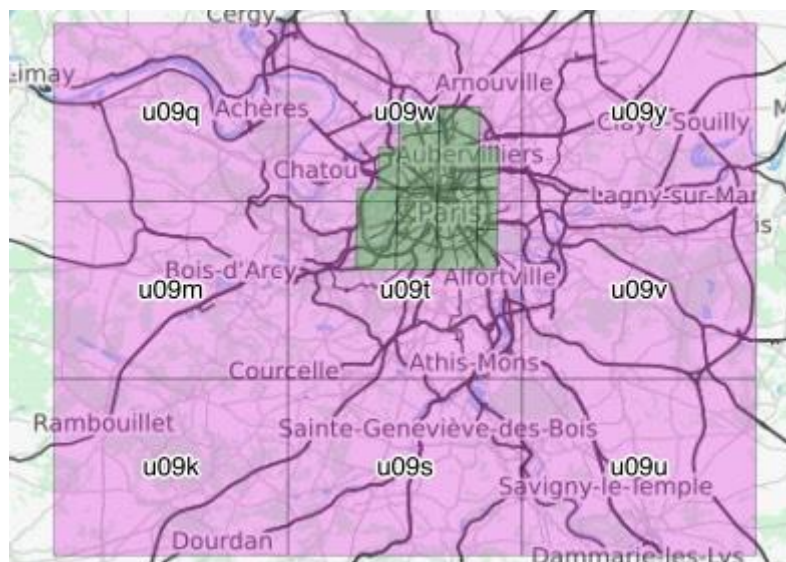 Cergy
Limay
Arnouville
u09q
Achères
u09w
u09y
Claye-Souilly
M
Aubervilliers
Chatou
Lagny-sur-Mar
Paris
is
Bois-d'Arcy
Alfortville
u09m
u09t
u09v
Athis-Mons
Courcelle
Rambouillet
Sainte-Geneviève-des-Bois
u09k
u09s
u09u
Savigny-le-Temple
Dourdan
Dammarie-les-Lys